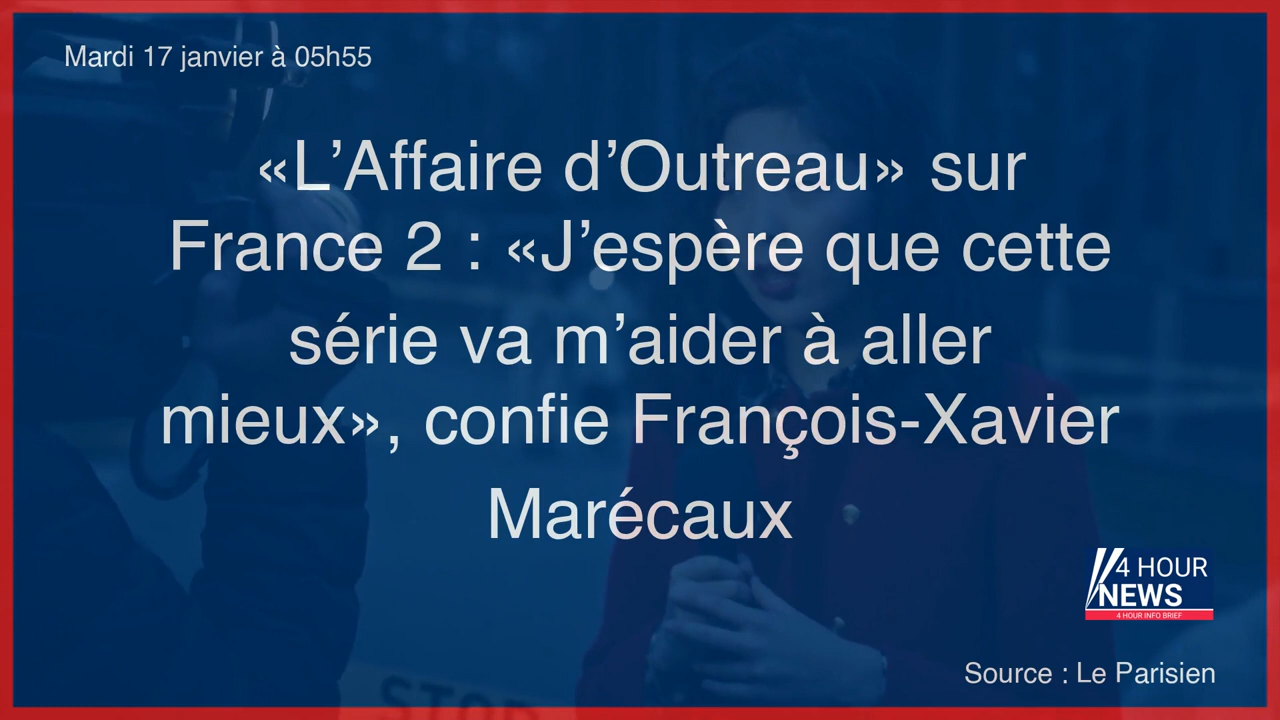 Mardi 17 janvier à 05h55
«L’Affaire d’Outreau» sur
France 2 : «J’espère que cette
série va m’aider à aller
mieux», confie François-Xavier
Marécaux
4 HOUR
NEWS
4 HOUR INFO BRIEF
Source : Le Parisien
STOP